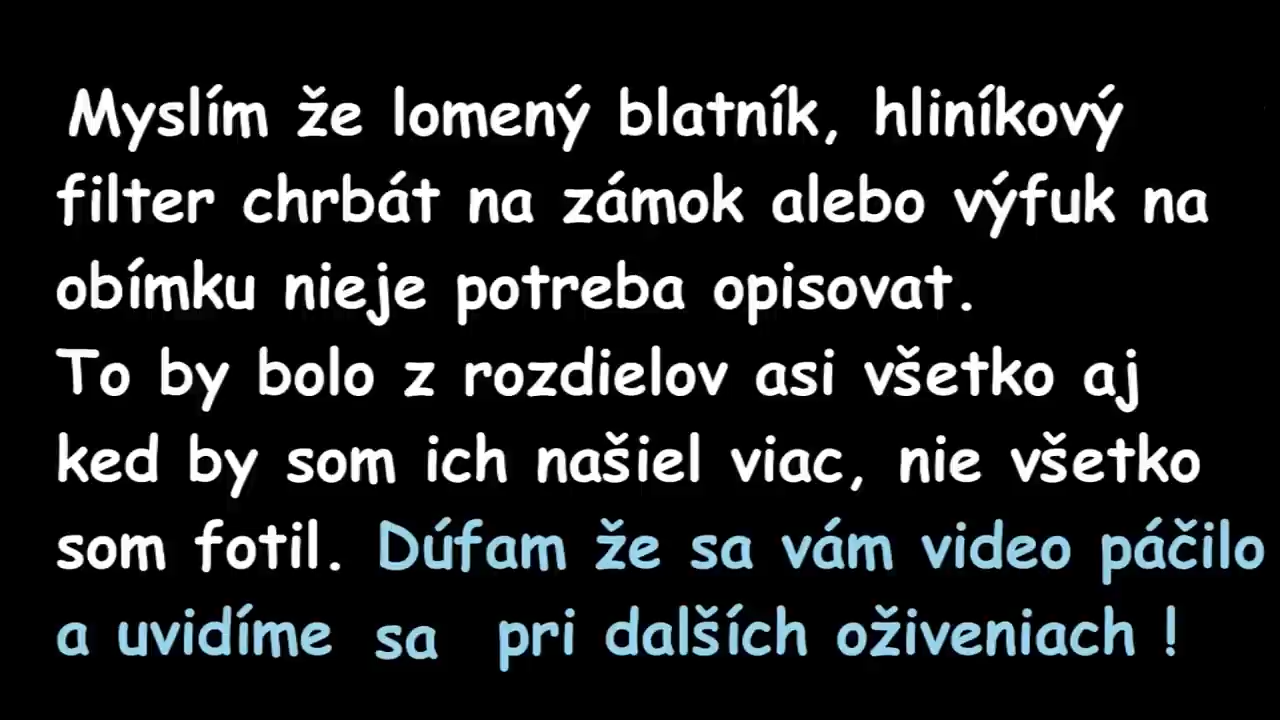 Myslím že lomený blatník, hliníkový
filter chrbát na zámok alebo výfuk na
obímku nieje potreba opisovat.
To by bolo z rozdielov asi všetko aj
ked by som ich našiel viac, nie všetko
som fotil. Dúfam že sa vám video páčilo
a uvidíme sa pri dalších oživeniach !